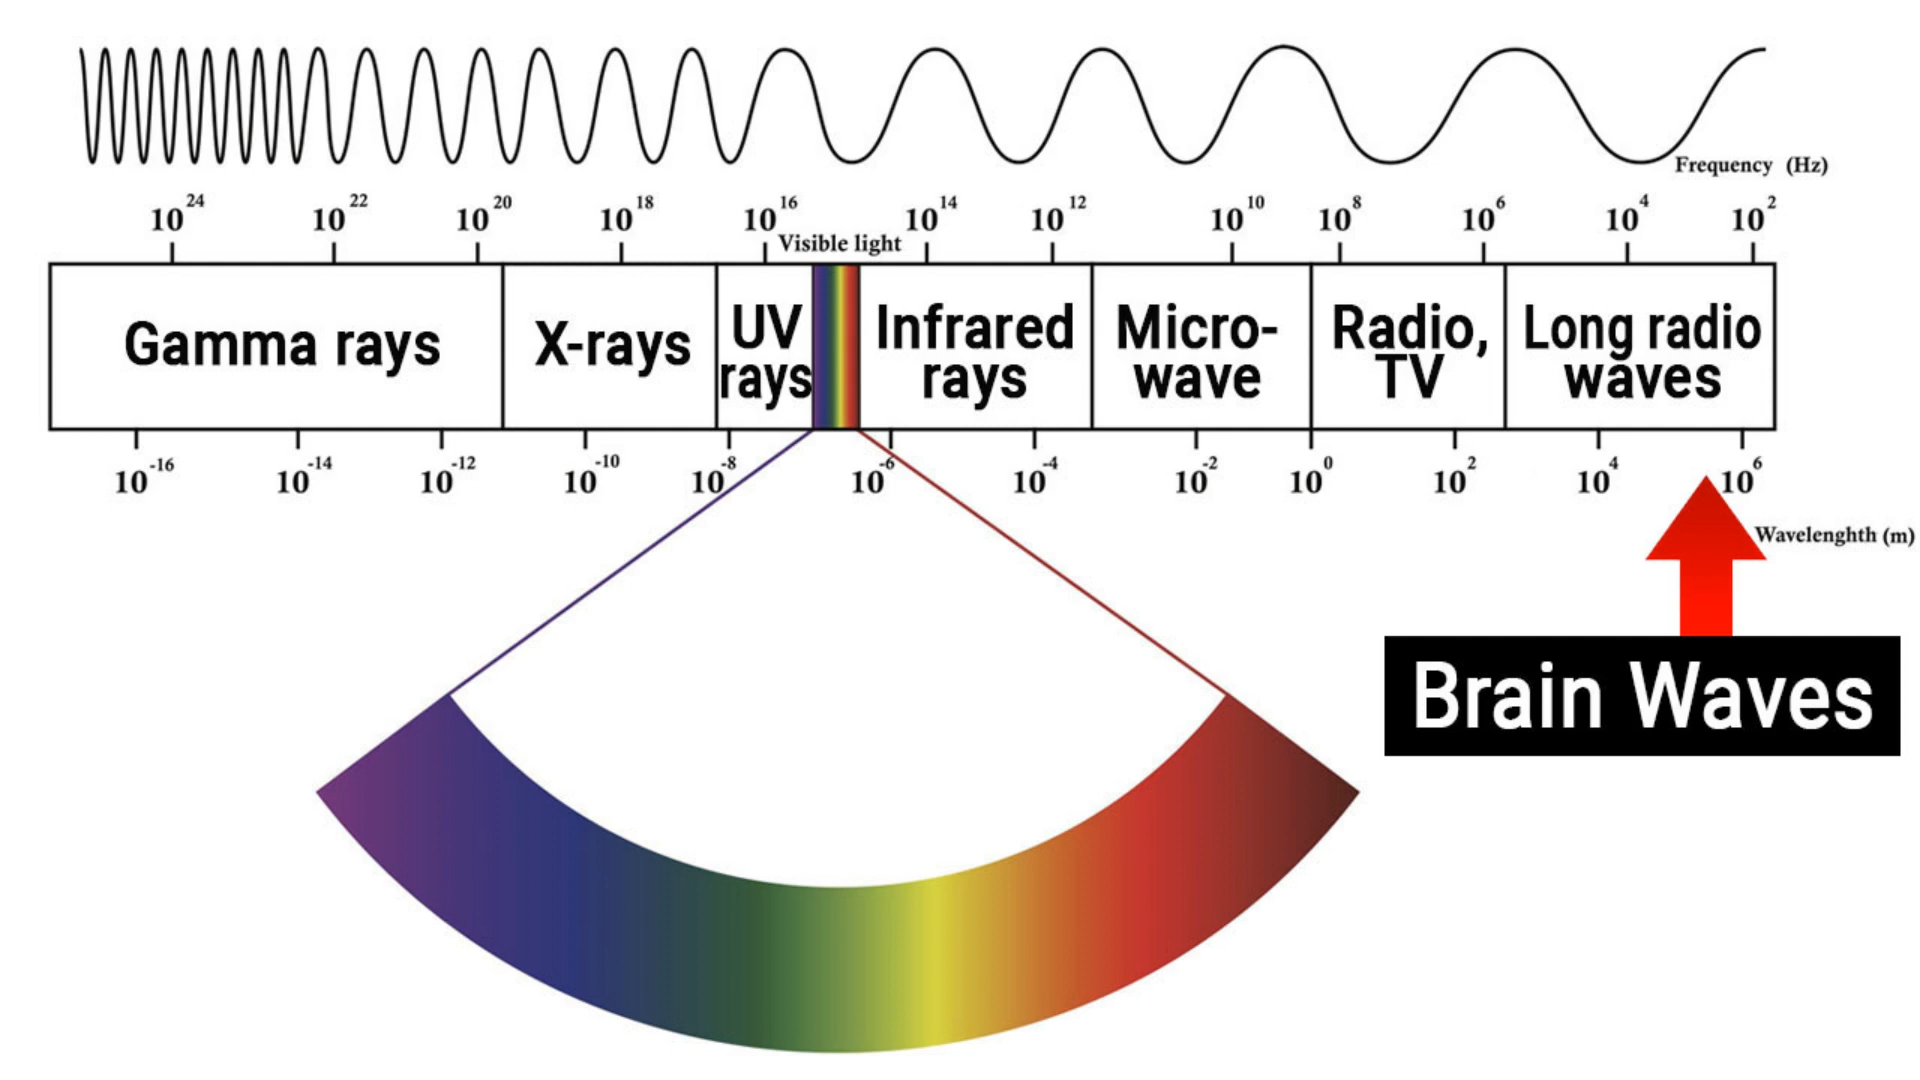 Frequency (Hz)
10^24 10^22 10^20 10^18 10^16 10^14 10^12 10^10 10^8 10^6 10^4 10^2
Visible light
Gamma rays
X-rays
UV
rays
Infrared
rays
Micro-
wave
Radio,
TV
Long radio
waves
10^-16 10^-14 10^-12 10^-10 10^-8 10^-6 10^-4 10^-2 10^0 10^2 10^4 10^6
Wavelenghth (m)
Brain Waves